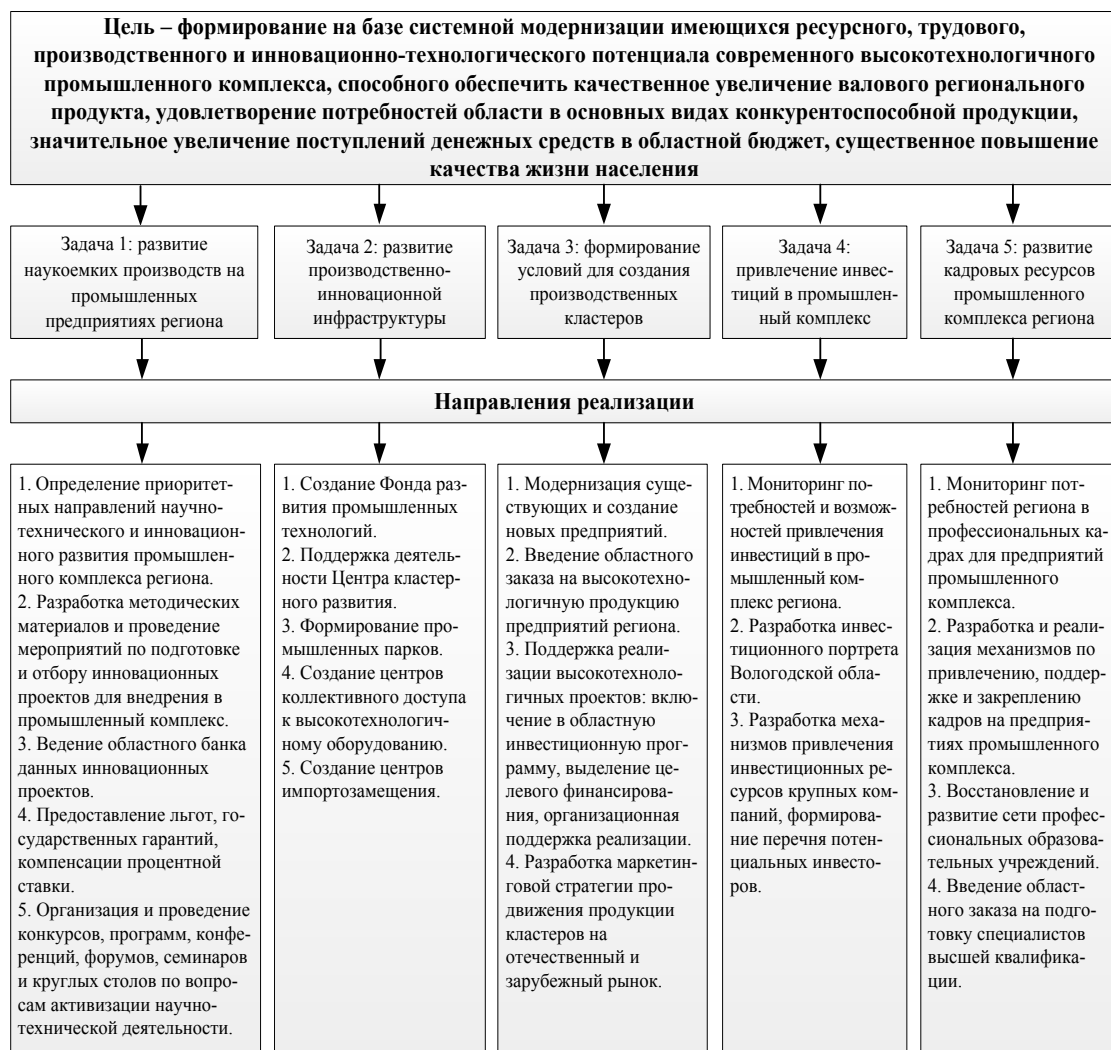 Цель – формирование на базе системной модернизации имеющихся ресурсного, трудового,
производственного и инновационно-технологического потенциала современного высокотехнологичного
промышленного комплекса, способного обеспечить качественное увеличение валового регионального
продукта, удовлетворение потребностей области в основных видах конкурентоспособной продукции,
значительное увеличение поступлений денежных средств в областной бюджет, существенное повышение
качества жизни населения
Задача 1: развитие
наукоемких производств на
промышленных
предприятиях региона
Задача 2: развитие
производственно-
инновационной
инфраструктуры
Задача 3: формирование
условий для создания
производственных
кластеров
Задача 4:
привлечение инвес-
тиций в промышлен-
ный комплекс
Задача 5: развитие
кадровых ресурсов
промышленного
комплекса региона
Направления реализации
1. Определение приоритет-
ных направлений научно-
технического и инновацион-
ного развития промышлен-
ного комплекса региона.
2. Разработка методических
материалов и проведение
мероприятий по подготовке
и отбору инновационных
проектов для внедрения в
промышленный комплекс.
3. Ведение областного банка
данных инновационных
проектов.
4. Предоставление льгот, го-
сударственных гарантий,
компенсации процентной
ставки.
5. Организация и проведение
конкурсов, программ, конфе-
ренций, форумов, семинаров
и круглых столов по вопро-
сам активизации научно-
технической деятельности.
1. Создание Фонда раз-
вития промышленных
технологий.
2. Поддержка деятель-
ности Центра кластер-
ного развития.
3. Формирование про-
мышленных парков.
4. Создание центров
коллективного доступа
к высокотехнологич-
ному оборудованию.
5. Создание центров
импортозамещения.
1. Модернизация суще-
ствующих и создание
новых предприятий.
2. Введение областного
заказа на высокотехно-
логичную продукцию
предприятий региона.
3. Поддержка реали-
зации высокотехноло-
гичных проектов: вклю-
чение в областную
инвестиционную про-
грамму, выделение це-
левого финансирова-
ния, организационная
поддержка реализации.
4. Разработка маркетин-
говой стратегии про-
движения продукции
кластеров на
отечественный и
зарубежный рынок.
1. Мониторинг по-
требностей и возмож-
ностей привлечения
инвестиций в про-
мышленный ком-
плекс региона.
2. Разработка инвес-
тиционного портрета
Вологодской облас-
ти.
3. Разработка меха-
низмов привлечения
инвестиционных ре-
сурсов крупных ком-
паний, формирова-
ние перечня потен-
циальных инвесто-
ров.
1. Мониторинг пот-
ребностей региона в
профессиональных ка-
драх для предприятий
промышленного
комплекса.
2. Разработка и реали-
зация механизмов по
привлечению, поддер-
жке и закреплению
кадров на предприя-
тиях промышленного
комплекса.
3. Восстановление и
развитие сети профес-
сиональных образова-
тельных учреждений.
4. Введение област-
ного заказа на подго-
товку специалистов
высшей квалифика-
ции.